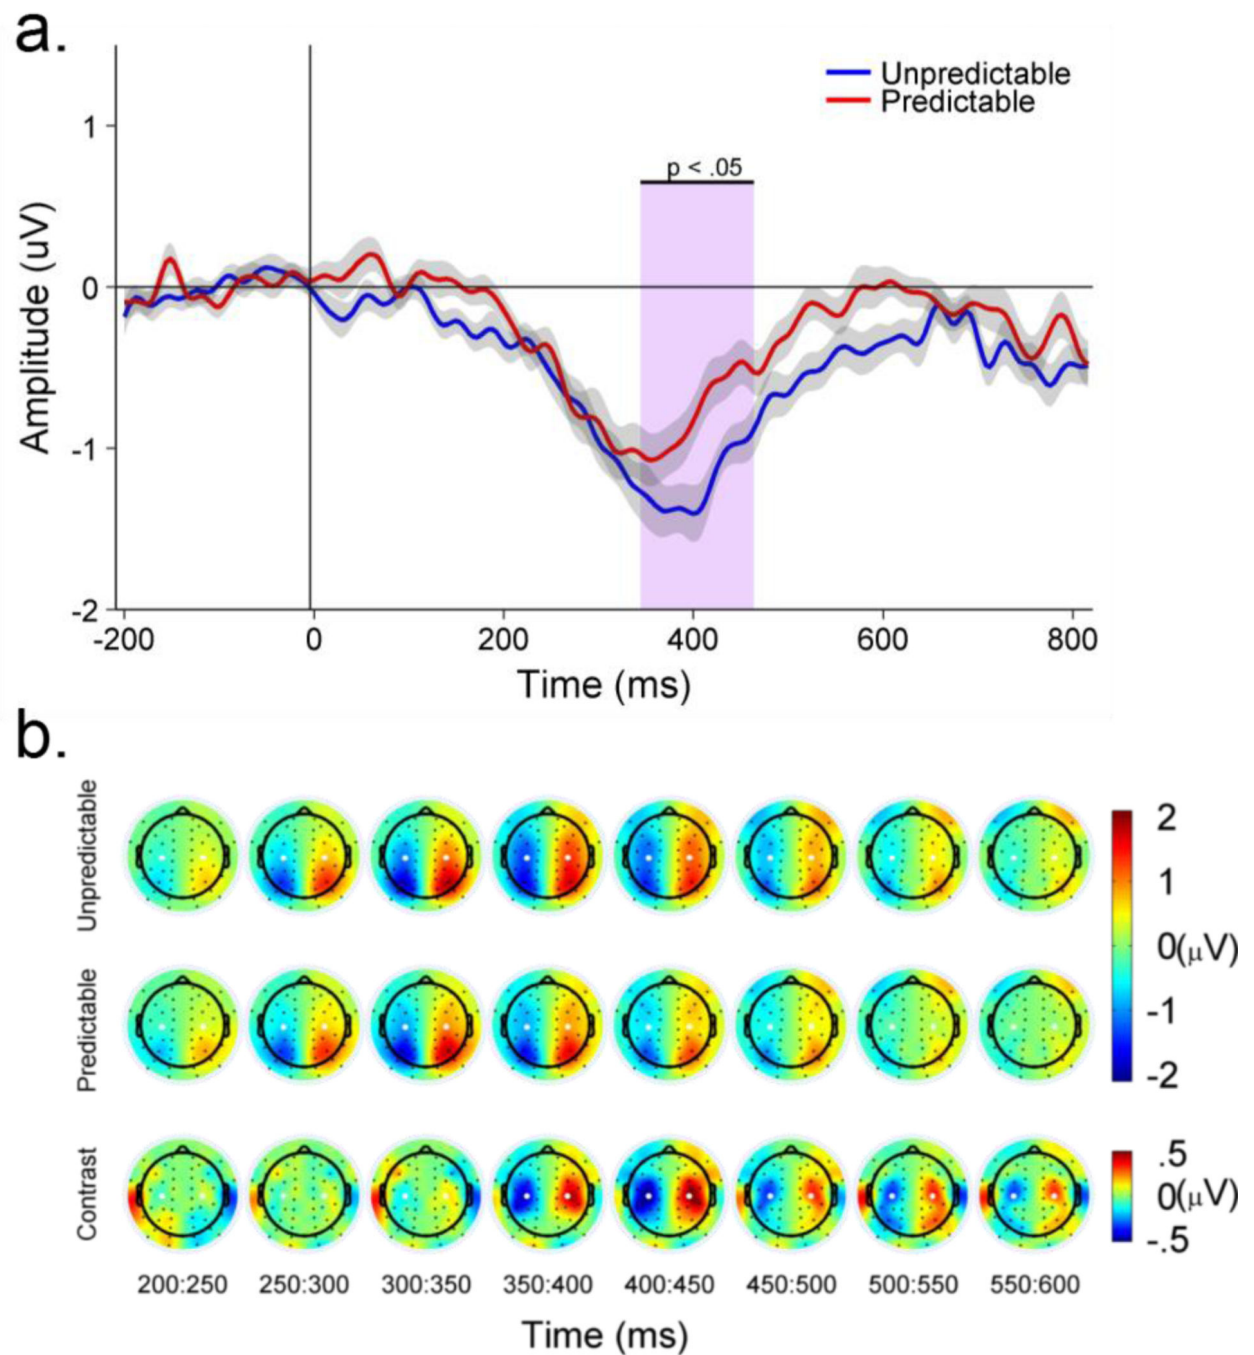 a.
Unpredictable
Predictable
p < .05
Amplitude (uV)
1
0
-1
-2
-200 0 200 400 600 800
Time (ms)
b.
Unpredictable
2
1
0(μV)
-1
-2
Predictable
Contrast
.5
0(μV)
-.5
200:250 250:300 300:350 350:400 400:450 450:500 500:550 550:600
Time (ms)